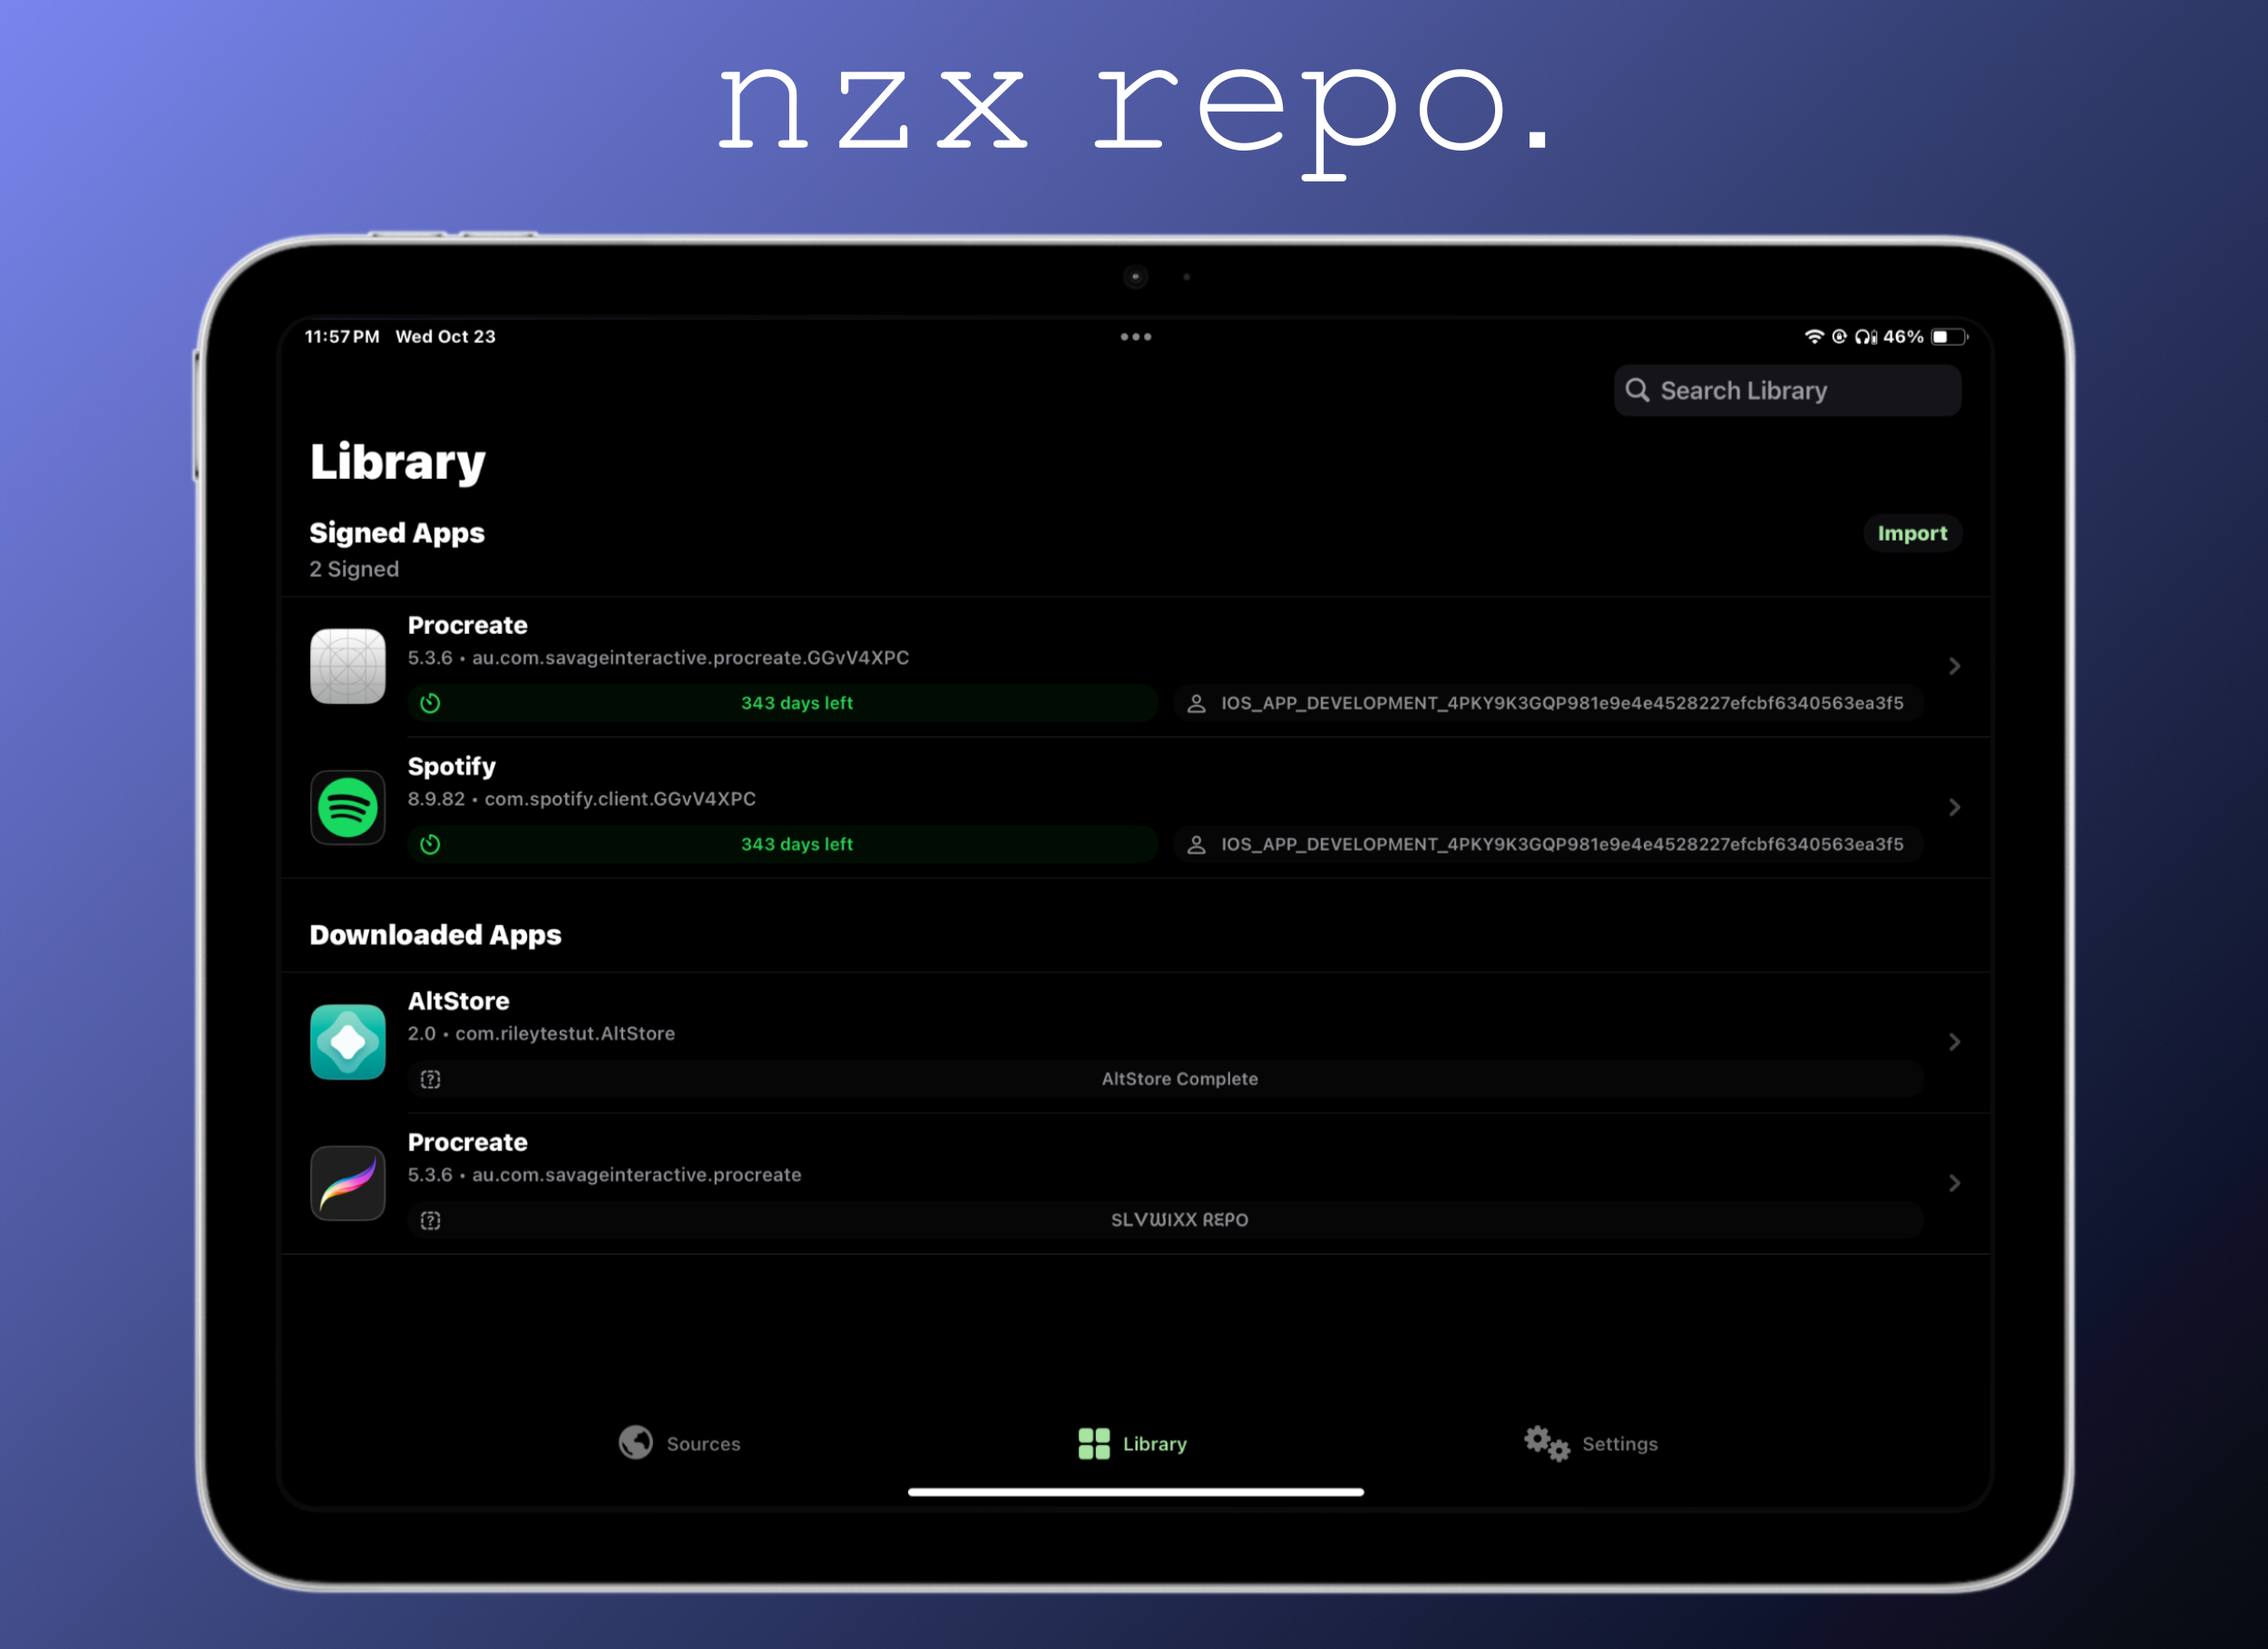 nzx repo.
11:57 PM Wed Oct 23
46%
Search Library
Library
Signed Apps
Import
2 Signed
Procreate
5.3.6 • au.com.savageinteractive.procreate.GGvV4XPC
343 days left
IOS_APP_DEVELOPMENT_4PKY9K3GQP981e9e4e4528227efcbf6340563ea3f5
Spotify
8.9.82 • com.spotify.client.GGvV4XPC
343 days left
IOS_APP_DEVELOPMENT_4PKY9K3GQP981e9e4e4528227efcbf6340563ea3f5
Downloaded Apps
AltStore
2.0 • com.rileytestut.AltStore
AltStore Complete
Procreate
5.3.6 • au.com.savageinteractive.procreate
SLVWIXX REPO
Sources
Library
Settings